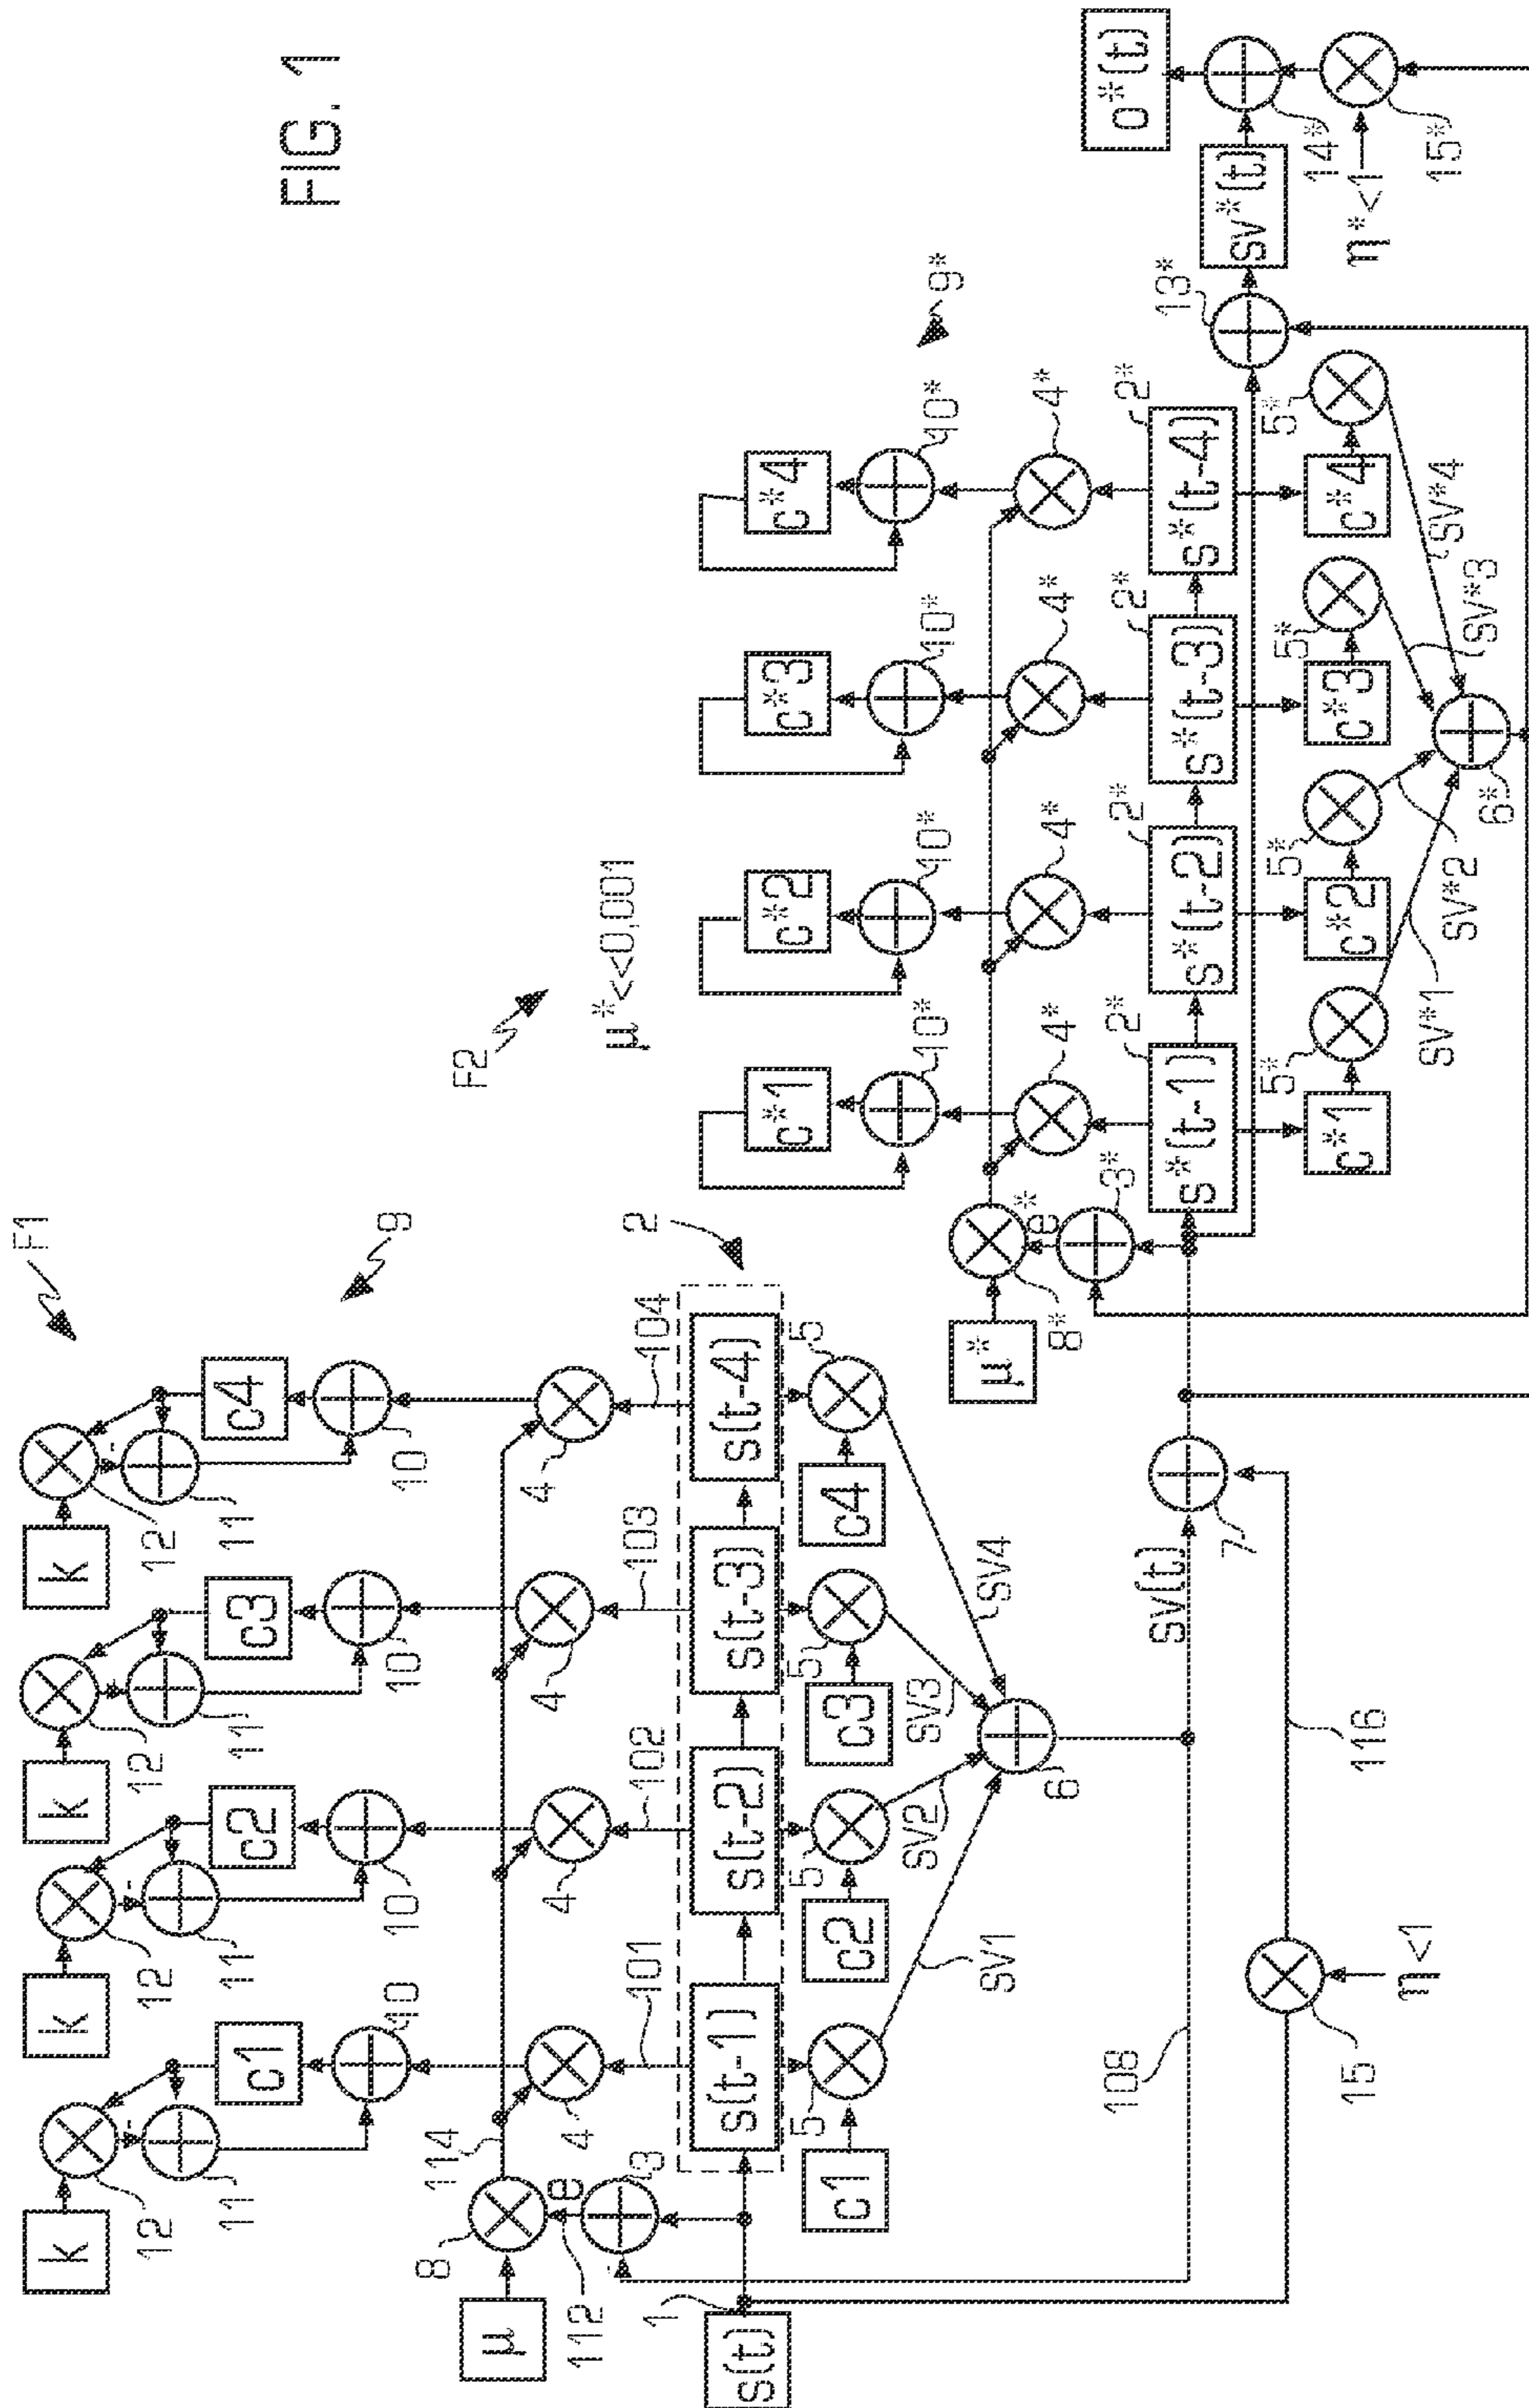 FIG. 1
F1
9
k
k
k
k
12
12
12
12
11
11
11
11
c1
c2
c3
c4
10
10
10
10
μ
8
114
4
4
4
4
112
e
3
101
102
103
104
2
s(t)
1
s(t-1)
s(t-2)
s(t-3)
s(t-4)
5
5
5
5
c1
c2
c3
c4
SV1
SV2
SV3
SV4
6
108
SV(t)
7
15
116
η<1
F2
μ*<<0,001
9*
c*1
c*2
c*3
c*4
10*
10*
10*
10*
μ*
8*
4*
4*
4*
4*
e*
3*
2*
2*
2*
2*
s*(t-1)
s*(t-2)
s*(t-3)
s*(t-4)
5*
5*
5*
5*
c*1
c*2
c*3
c*4
SV*1
SV*2
SV*3
SV*4
6*
13*
sv*(t)
14*
o*(t)
η*<1
15*